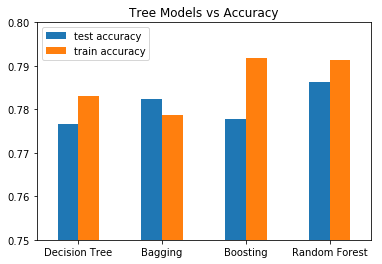 Tree Models vs Accuracy
test accuracy
train accuracy
0.80
0.79
0.78
0.77
0.76
0.75
Decision Tree Bagging Boosting Random Forest